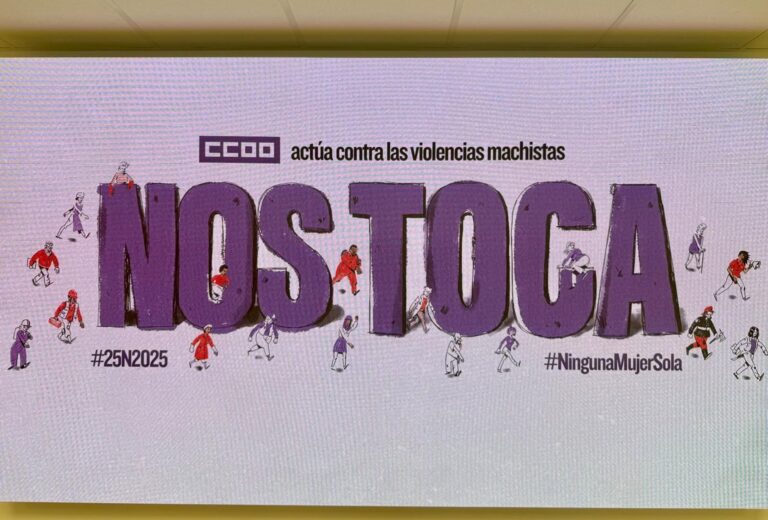 CCOO actúa contra las violencias machistas
NOS TOCA
#25N2025
#NingunaMujerSola